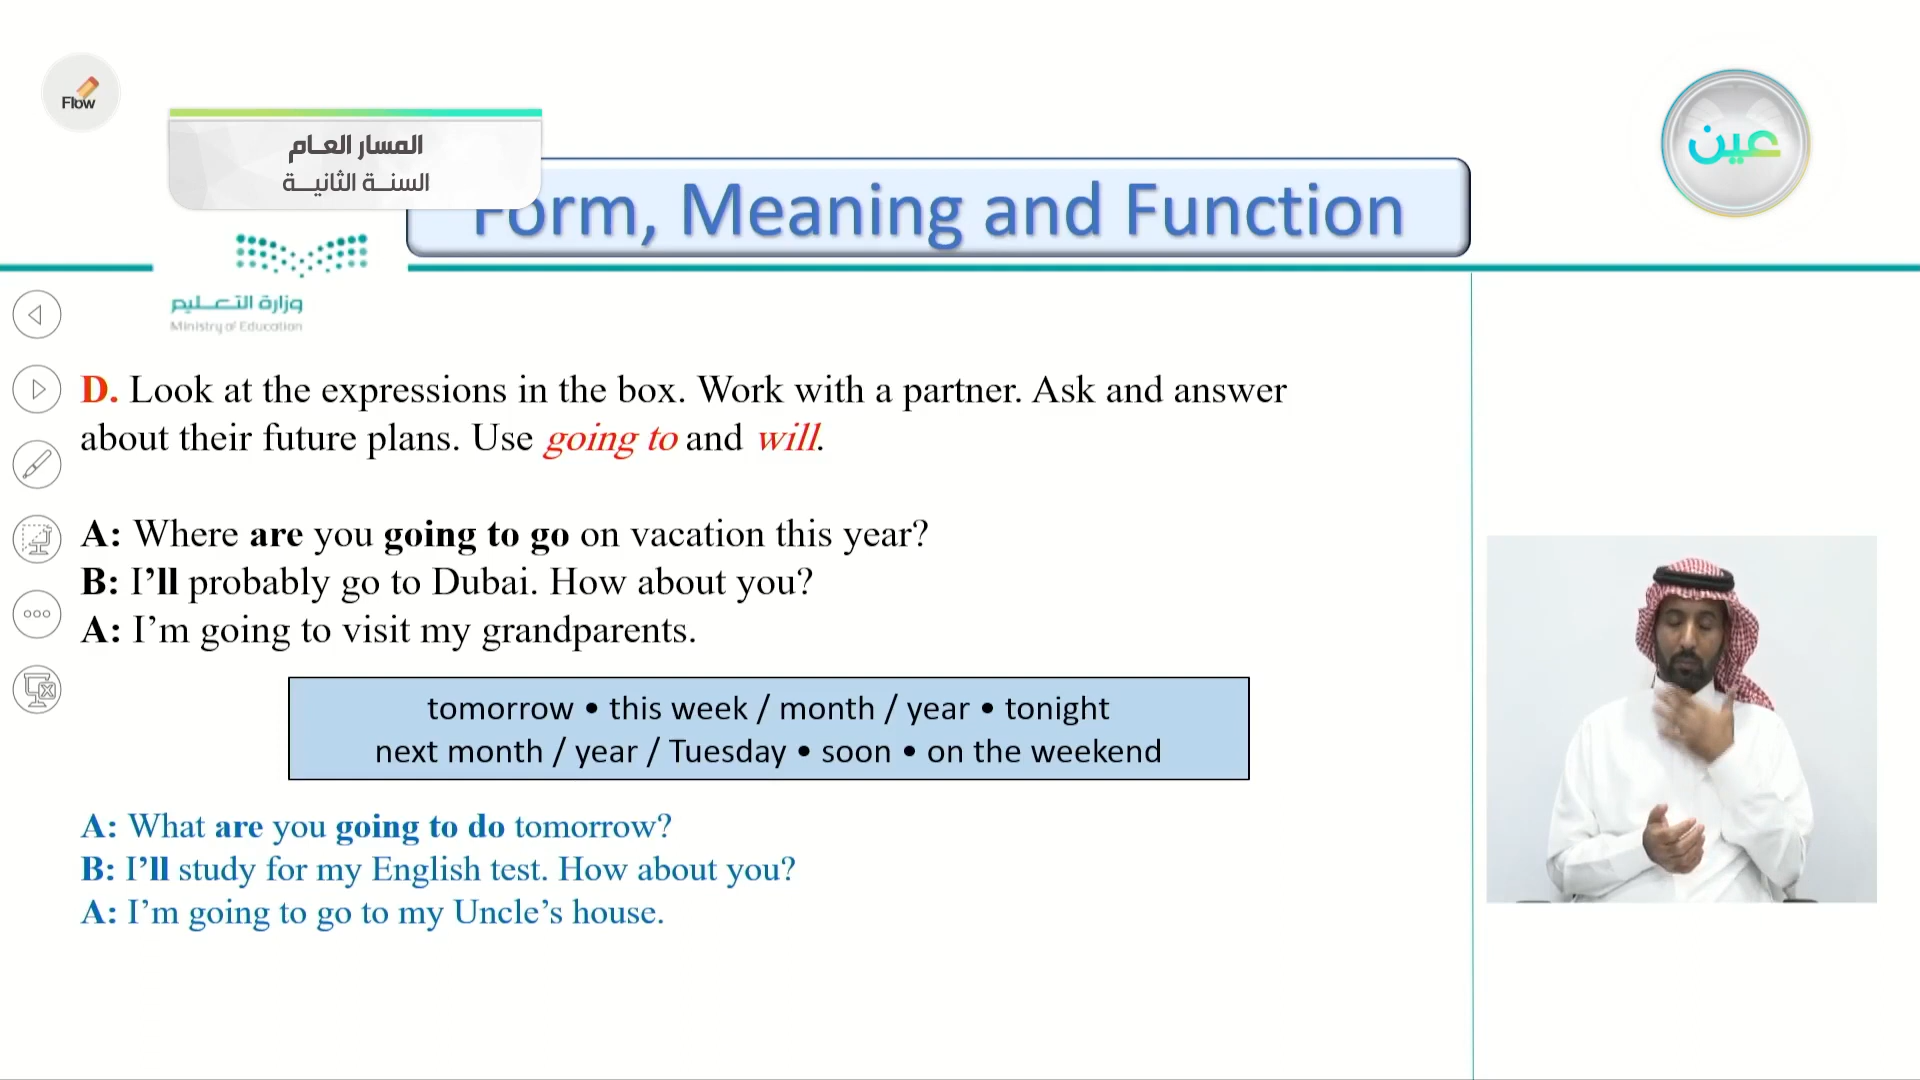 Flow
المسار العام
السنة الثانية
عين
Form, Meaning and Function
وزارة التعليم
Ministry of Education
D. Look at the expressions in the box. Work with a partner. Ask and answer
about their future plans. Use going to and will.
A: Where are you going to go on vacation this year?
B: I’ll probably go to Dubai. How about you?
A: I’m going to visit my grandparents.
tomorrow • this week / month / year • tonight
next month / year / Tuesday • soon • on the weekend
A: What are you going to do tomorrow?
B: I’ll study for my English test. How about you?
A: I’m going to go to my Uncle’s house.